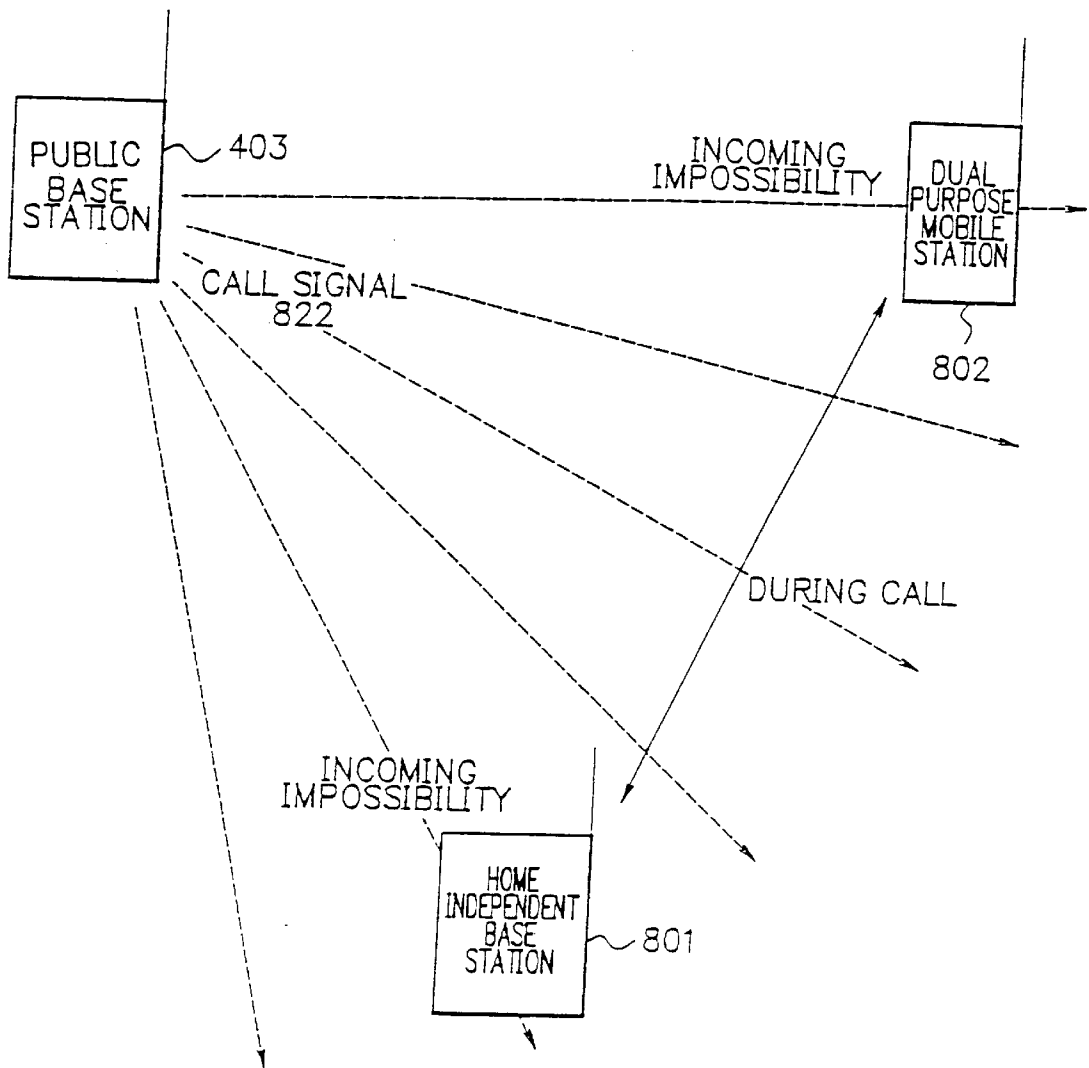 PUBLIC
BASE
STATION
403
INCOMING
IMPOSSIBILITY
DUAL
PURPOSE
MOBILE
STATION
802
CALL SIGNAL
822
DURING CALL
INCOMING
IMPOSSIBILITY
HOME
INDEPENDENT
BASE
STATION
801